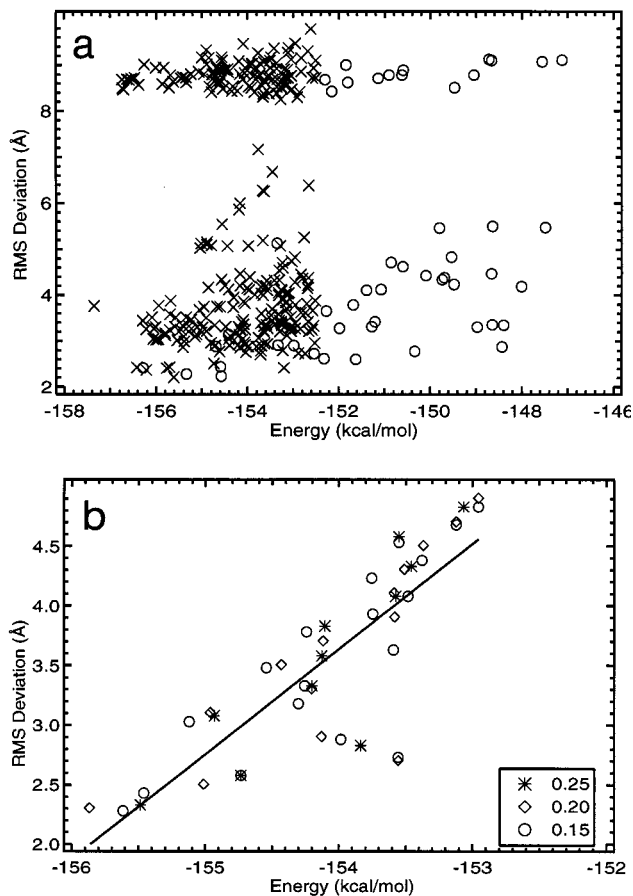 a
8
6
4
2
RMS Deviation (Å)
-158 -156 -154 -152 -150 -148 -146
Energy (kcal/mol)
b
4.5
4.0
3.5
3.0
2.5
2.0
RMS Deviation (Å)
0.25
0.20
0.15
-156 -155 -154 -153 -152
Energy (kcal/mol)